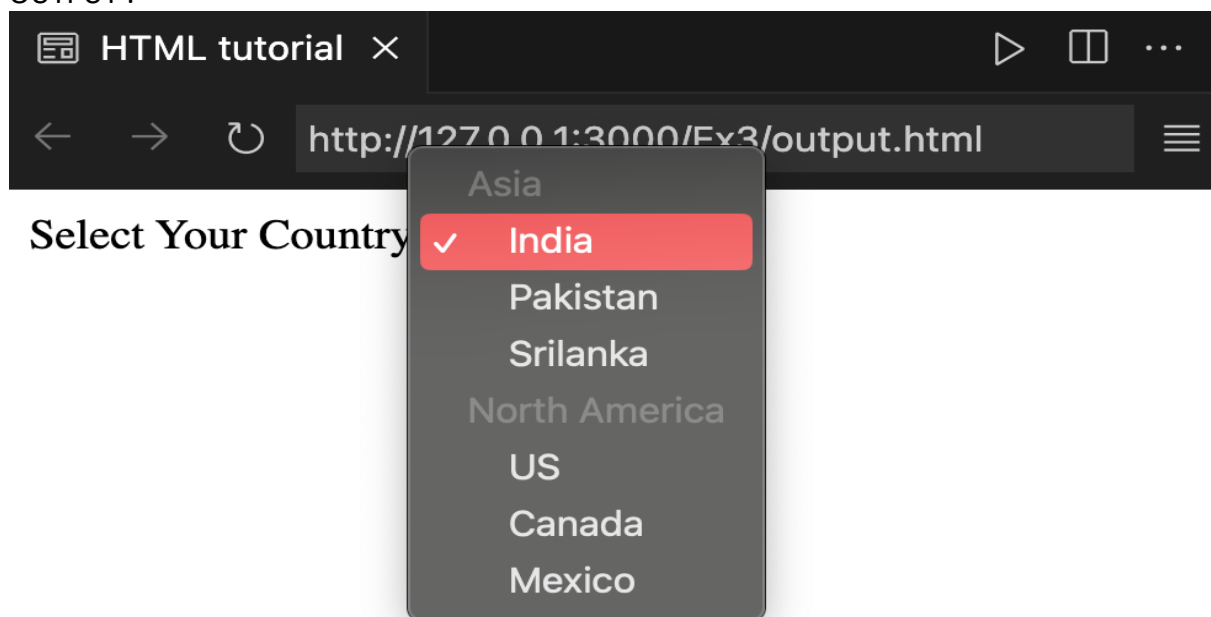 HTML tutorial
http://127.0.0.1:3000/Ex3/output.html
Select Your Country
Asia
India
Pakistan
Srilanka
North America
US
Canada
Mexico